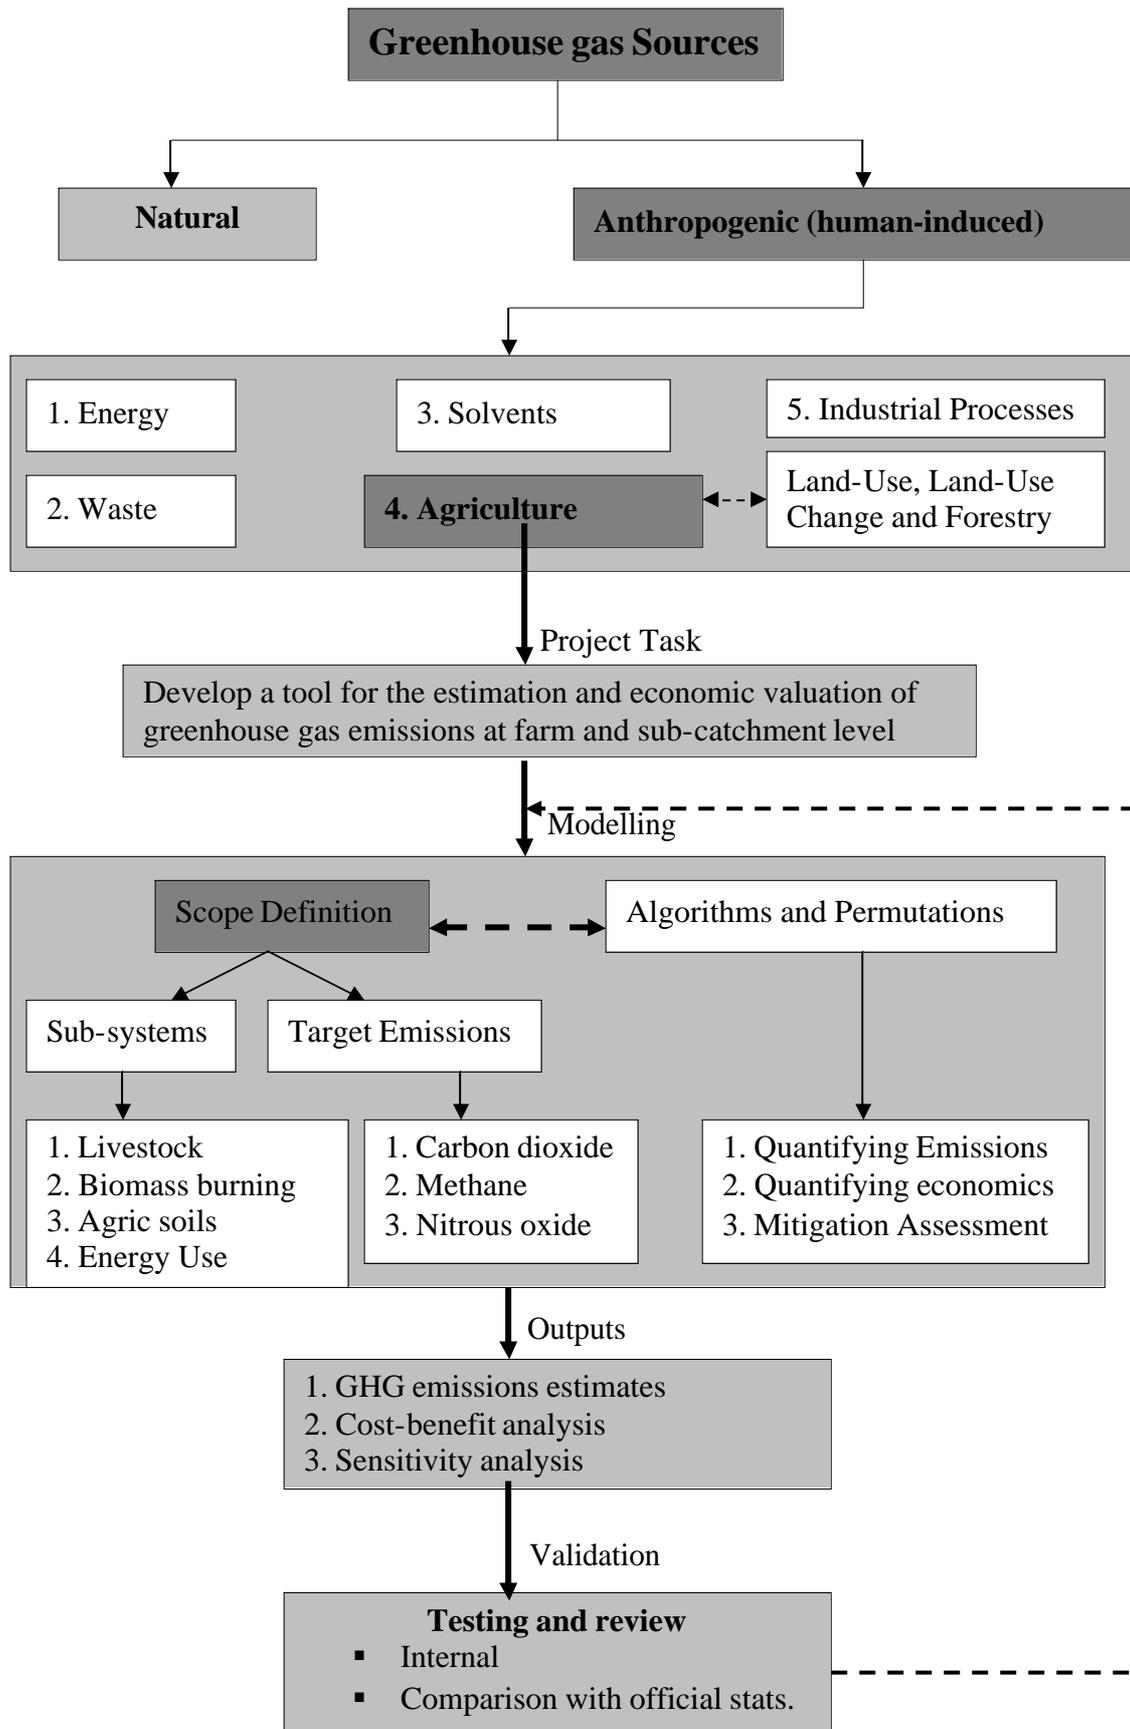 Greenhouse gas Sources
Natural
Anthropogenic (human-induced)
1. Energy
3. Solvents
5. Industrial Processes
2. Waste
4. Agriculture
Land-Use, Land-Use
Change and Forestry
Project Task
Develop a tool for the estimation and economic valuation of
greenhouse gas emissions at farm and sub-catchment level
Modelling
Scope Definition
Algorithms and Permutations
Sub-systems
Target Emissions
1. Livestock
2. Biomass burning
3. Agric soils
4. Energy Use
1. Carbon dioxide
2. Methane
3. Nitrous oxide
1. Quantifying Emissions
2. Quantifying economics
3. Mitigation Assessment
Outputs
1. GHG emissions estimates
2. Cost-benefit analysis
3. Sensitivity analysis
Validation
Testing and review
▪ Internal
▪ Comparison with official stats.